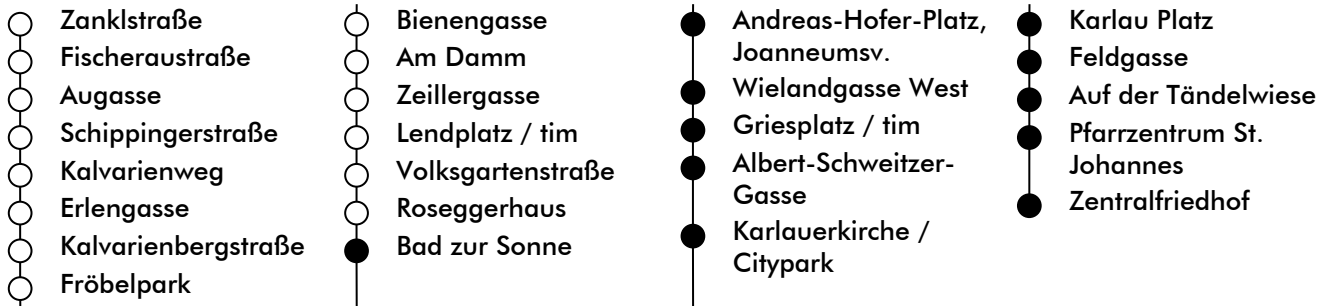 Zanklstraße
Fischeraustraße
Augasse
Schippingerstraße
Kalvarienweg
Erlengasse
Kalvarienbergstraße
Fröbelpark
Bienengasse
Am Damm
Zeillergasse
Lendplatz / tim
Volksgartenstraße
Roseggerhaus
Bad zur Sonne
Andreas-Hofer-Platz,
Joanneumsv.
Wielandgasse West
Griesplatz / tim
Albert-Schweitzer-
Gasse
Karlauerkirche /
Citypark
Karlau Platz
Feldgasse
Auf der Tändelwiese
Pfarrzentrum St.
Johannes
Zentralfriedhof